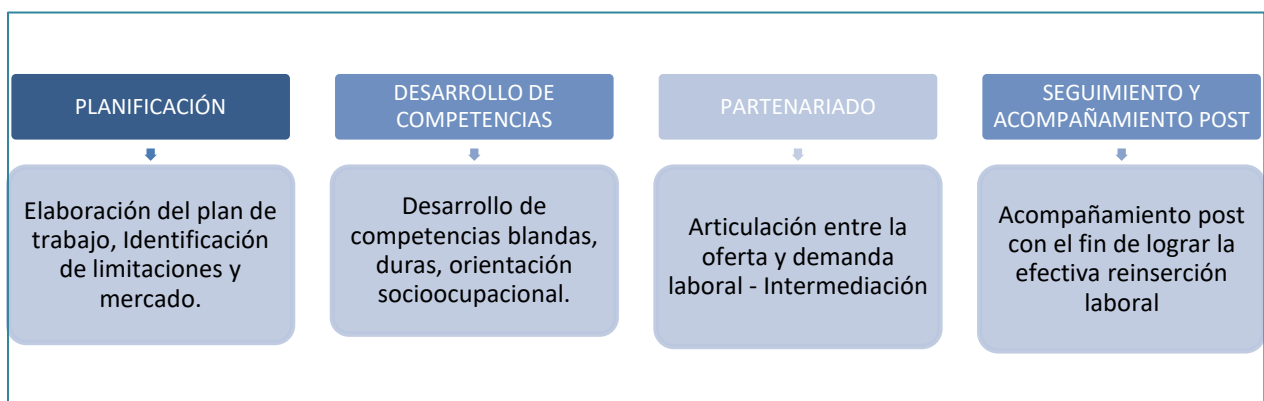 PLANIFICACIÓN
Elaboración del plan de
trabajo, Identificación
de limitaciones y
mercado.
DESARROLLO DE
COMPETENCIAS
Desarrollo de
competencias blandas,
duras, orientación
socioocupacional.
PARTENARIADO
Articulación entre la
oferta y demanda
laboral - Intermediación
SEGUIMIENTO Y
ACOMPAÑAMIENTO POST
Acompañamiento post
con el fin de lograr la
efectiva reinserción
laboral